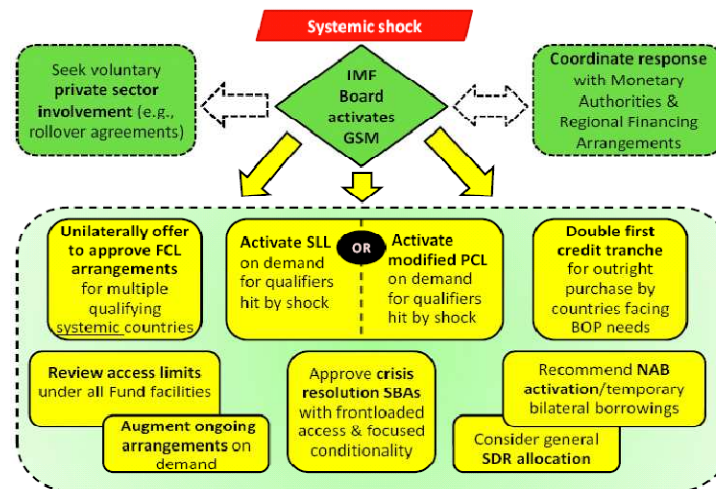 Systemic shock
Seek voluntary
private sector
involvement (e.g.,
rollover agreements)
IMF
Board
activates
GSM
Coordinate response
with Monetary
Authorities &
Regional Financing
Arrangements
Unilaterally offer
to approve FCL
arrangements
for multiple
qualifying
systemic countries
Activate SLL
on demand
for qualifiers
hit by shock
OR
Activate
modified PCL
on demand
for qualifiers
hit by shock
Double first
credit tranche
for outright
purchase by
countries facing
BOP needs
Review access limits
under all Fund facilities
Augment ongoing
arrangements on
demand
Approve crisis
resolution SBAs
with frontloaded
access & focused
conditionality
Recommend NAB
activation/temporary
bilateral borrowings
Consider general
SDR allocation